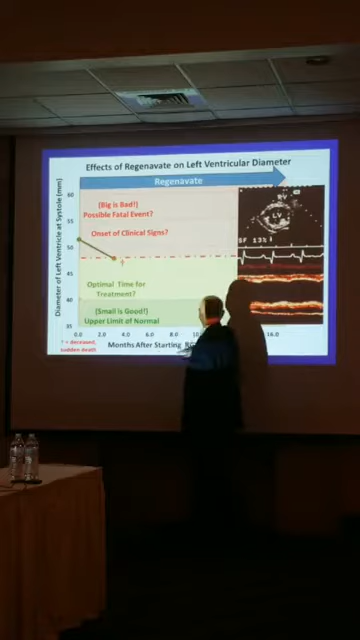 Effects of Regenavate on Left Ventricular Diameter
Regenavate
Diameter of Left Ventricle at Systole (mm)
60
55
50
45
40
35
(Big is Bad!)
Possible Fatal Event?
Onset of Clinical Signs?
†
Optimal Time for
Treatment?
(Small is Good!)
Upper Limit of Normal
LV
SF 13%
0.0 2.0 4.0 6.0 8.0 16.0
† = deceased,
sudden death
Months After Starting